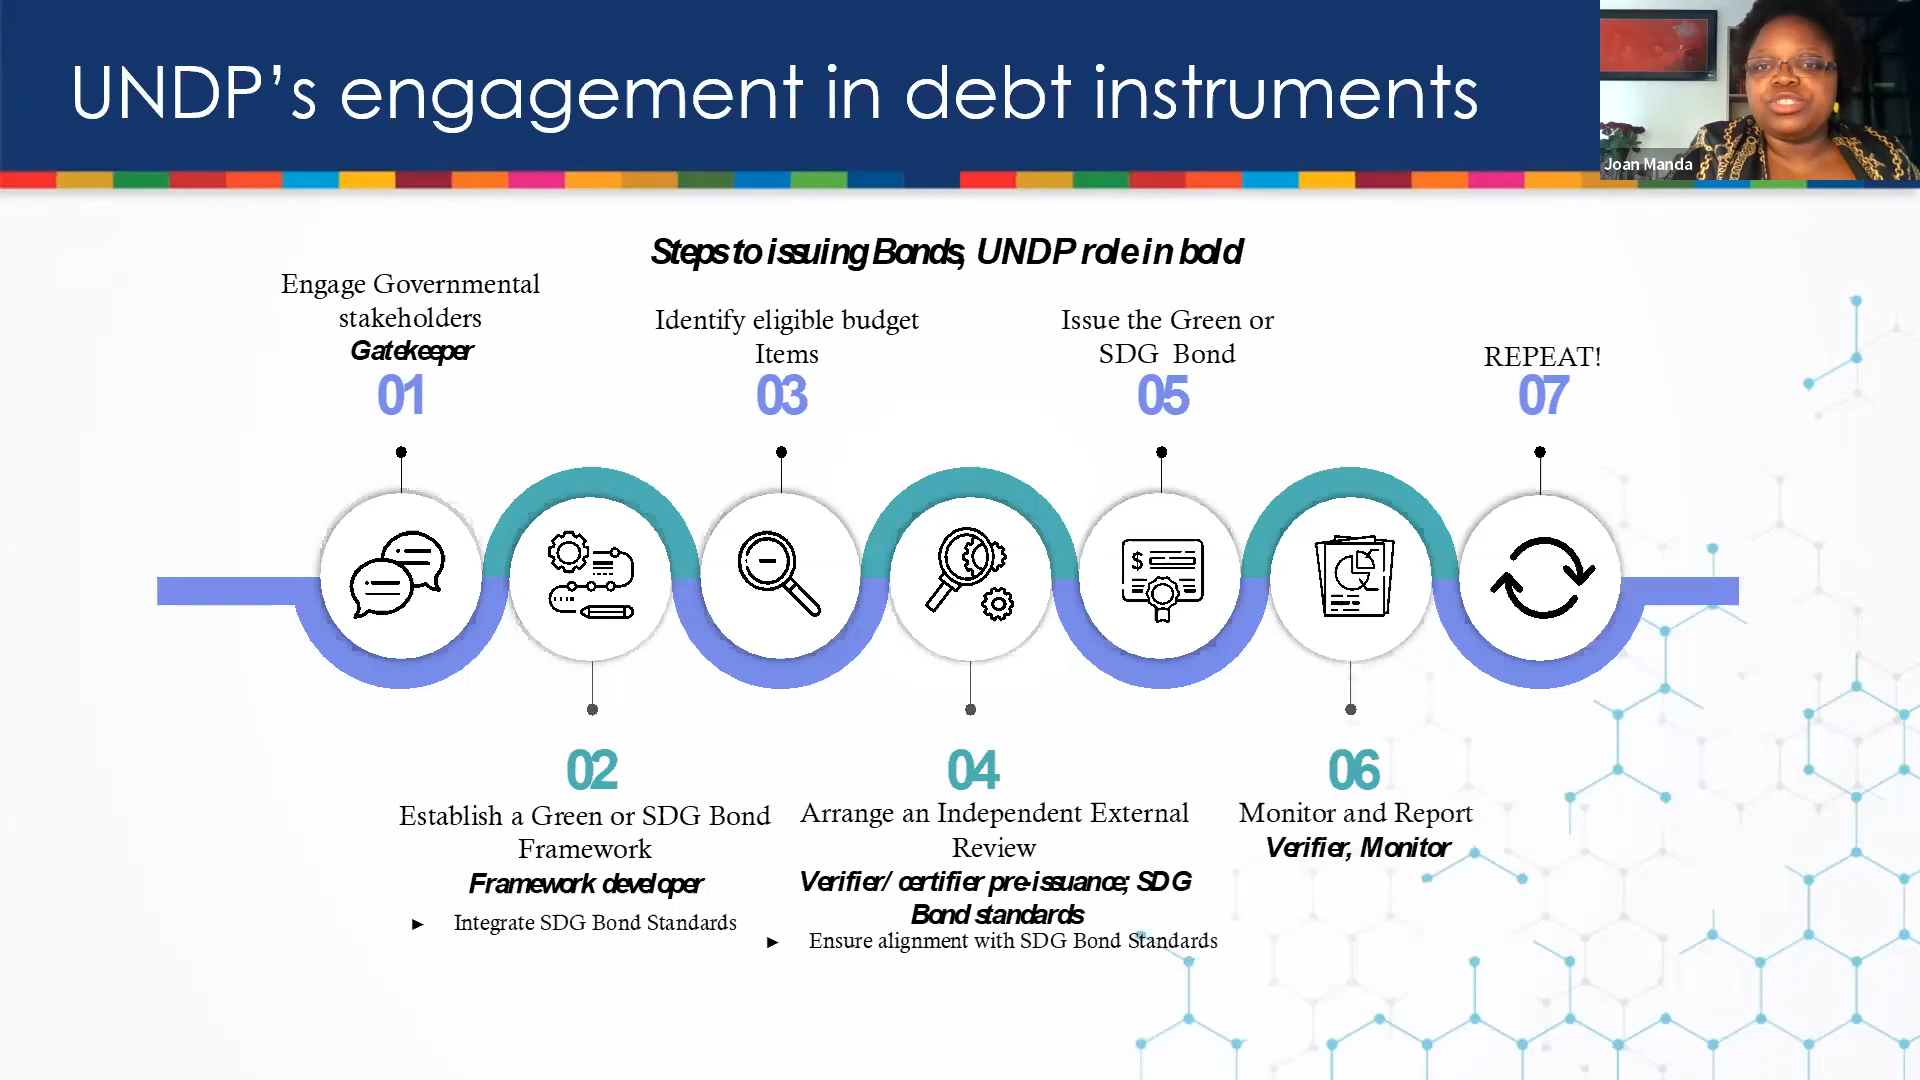 UNDP's engagement in debt instruments
Joan Manda
Steps to issuing Bonds, UNDP role in bold
Engage Governmental
stakeholders
Gatekeeper
01
Identify eligible budget
Items
03
Issue the Green or
SDG Bond
05
REPEAT!
07
$
02
Establish a Green or SDG Bond
Framework
Framework developer
► Integrate SDG Bond Standards
04
Arrange an Independent External
Review
Verifier/ certifier pre-issuance; SDG
Bond standards
► Ensure alignment with SDG Bond Standards
06
Monitor and Report
Verifier, Monitor